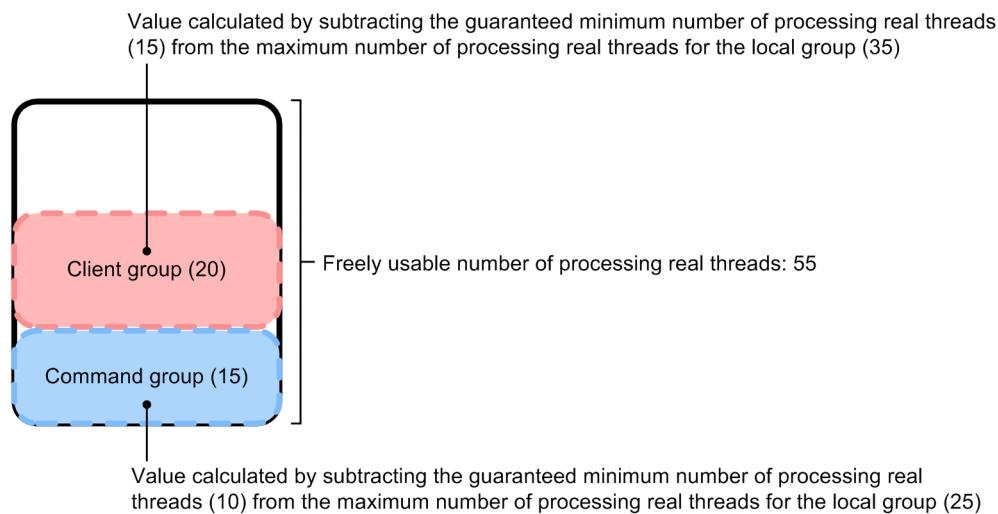 Value calculated by subtracting the guaranteed minimum number of processing real threads
(15) from the maximum number of processing real threads for the local group (35)
Client group (20)
Freely usable number of processing real threads: 55
Command group (15)
Value calculated by subtracting the guaranteed minimum number of processing real
threads (10) from the maximum number of processing real threads for the local group (25)